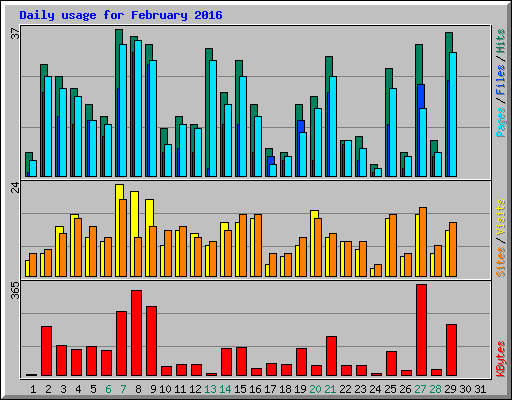 Daily usage for February 2016
37
Pages / Files / Hits
24
Sites / Visits
365
KBytes
1 2 3 4 5 6 7 8 9 10 11 12 13 14 15 16 17 18 19 20 21 22 23 24 25 26 27 28 29 30 31